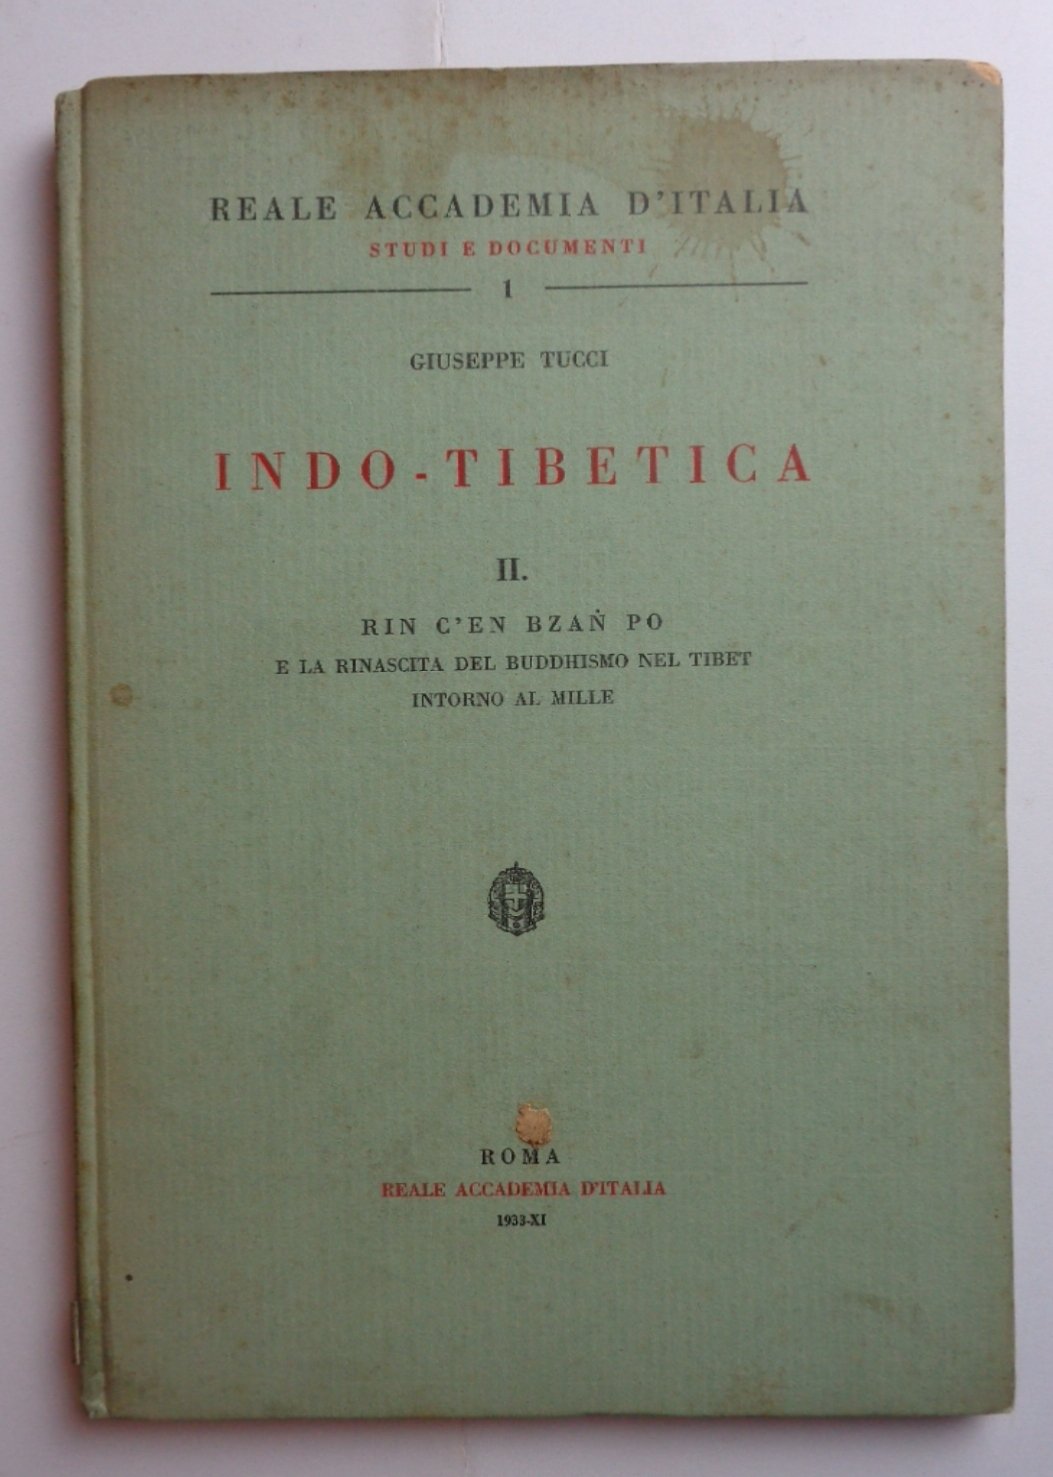 REALE ACCADEMIA D'ITALIA
STUDI E DOCUMENTI
1
GIUSEPPE TUCCI
INDO-TIBETICA
II.
RIN C'EN BZAṄ PO
E LA RINASCITA DEL BUDDHISMO NEL TIBET
INTORNO AL MILLE
ROMA
REALE ACCADEMIA D'ITALIA
1933-XI